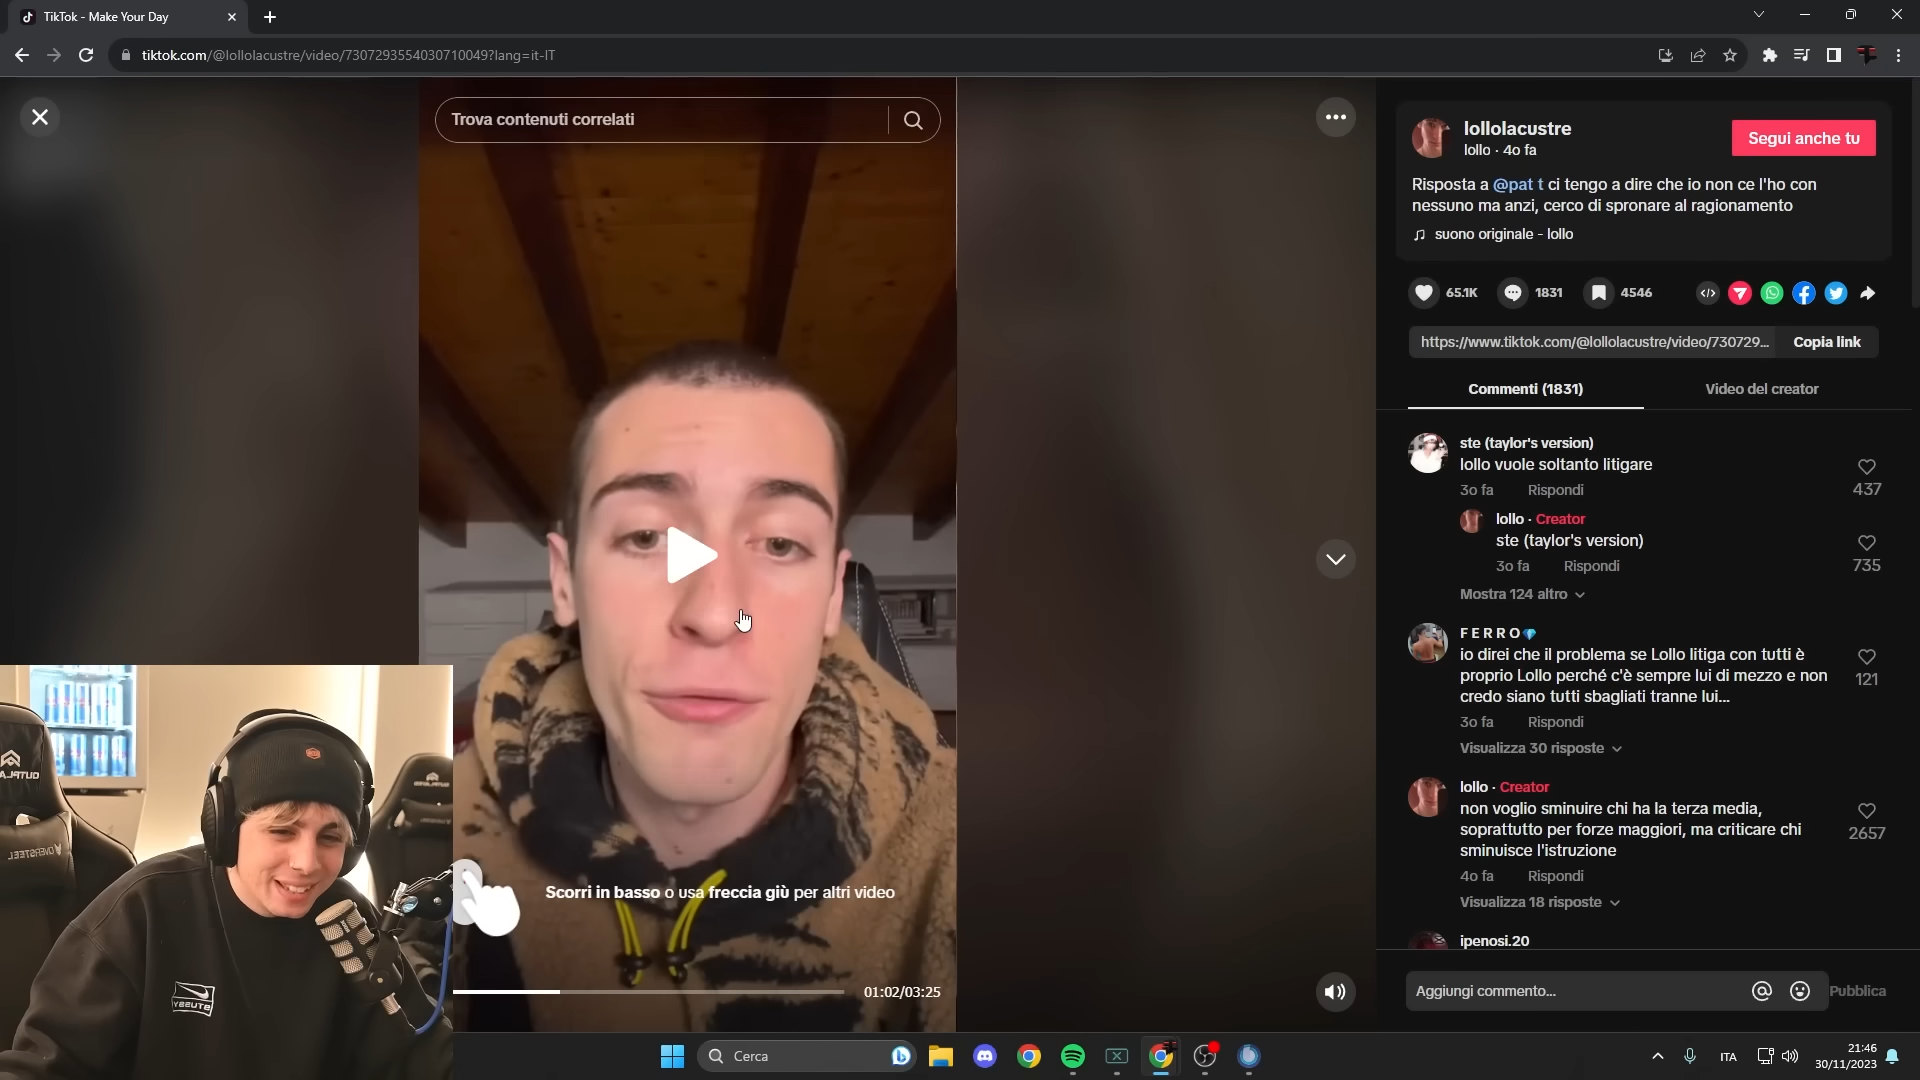 TikTok - Make Your Day
tiktok.com/@lollolacustre/video/7307293554030710049?lang=it-IT
Trova contenuti correlati
lollolacustre
lollo · 4o fa
Segui anche tu
Risposta a @pat t ci tengo a dire che io non ce l'ho con
nessuno ma anzi, cerco di spronare al ragionamento
suono originale - lollo
65.1K
1831
4546
https://www.tiktok.com/@lollolacustre/video/730729...
Copia link
Commenti (1831)
Video del creator
ste (taylor's version)
lollo vuole soltanto litigare
3o fa Rispondi
437
lollo · Creator
ste (taylor's version)
3o fa Rispondi
735
Mostra 124 altro
FERRO💎
io direi che il problema se Lollo litiga con tutti è
proprio Lollo perché c'è sempre lui di mezzo e non
credo siano tutti sbagliati tranne lui...
3o fa Rispondi
121
Visualizza 30 risposte
lollo · Creator
non voglio sminuire chi ha la terza media,
soprattutto per forze maggiori, ma criticare chi
sminuisce l'istruzione
4o fa Rispondi
2657
Visualizza 18 risposte
ipenosi.20
Scorri in basso o usa freccia giù per altri video
01:02/03:25
Aggiungi commento...
Pubblica
Cerca
ITA
21:46
30/11/2023